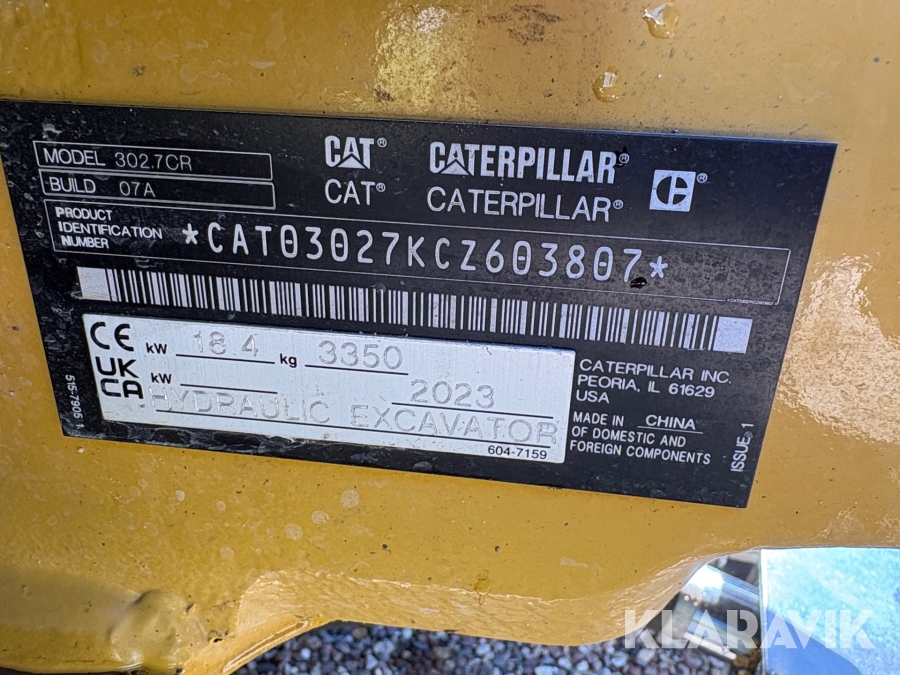 MODEL 302.7CR
BUILD 07A
CAT®
CAT®
CATERPILLAR®
CATERPILLAR®
C®
PRODUCT
IDENTIFICATION
NUMBER
*CAT03027KCZ603807*
CE
UK
CA
kW 18.4 kg 3350
kW 2023
HYDRAULIC EXCAVATOR
604-7159
515-7905
CATERPILLAR INC.
PEORIA, IL 61629
USA
MADE IN CHINA
OF DOMESTIC AND
FOREIGN COMPONENTS
ISSUE 1
KLARAVIK